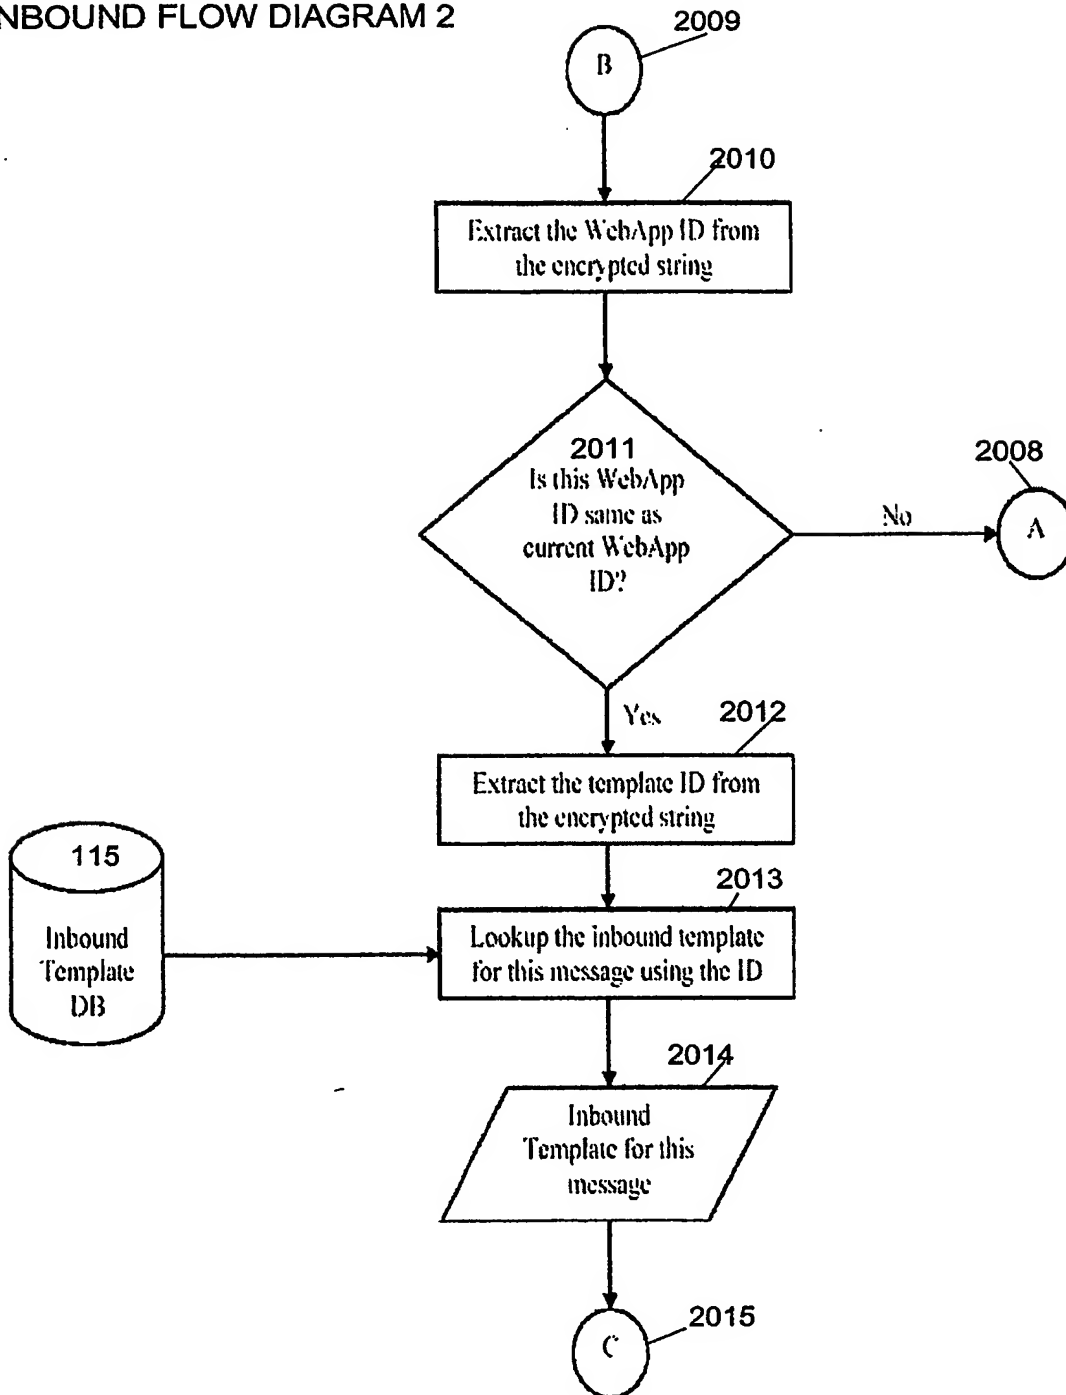 NBOUND FLOW DIAGRAM 2
2009
B
2010
Extract the WebApp ID from
the encrypted string
2011
Is this WebApp
ID same as
current WebApp
ID?
No
2008
A
Yes
2012
Extract the template ID from
the encrypted string
115
Inbound
Template
DB
2013
Lookup the inbound template
for this message using the ID
2014
Inbound
Template for this
message
C
2015